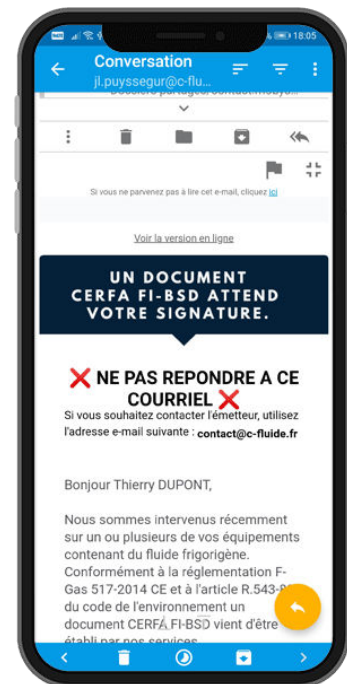 18:05
Conversation
jl.puyssegur@c-flu...
Si vous ne parvenez pas à lire cet e-mail, cliquez ici
Voir la version en ligne
UN DOCUMENT
CERFA FI-BSD ATTEND
VOTRE SIGNATURE.
❌ NE PAS REPONDRE A CE
COURRIEL ❌
Si vous souhaitez contacter l'émetteur, utilisez
l'adresse e-mail suivante : contact@c-fluide.fr
Bonjour Thierry DUPONT,
Nous sommes intervenus récemment
sur un ou plusieurs de vos équipements
contenant du fluide frigorigène.
Conformément à la réglementation F-
Gas 517-2014 CE et à l'article R.543-
du code de l'environnement un
document CERFA FI-BSD vient d'être
établi par nos services